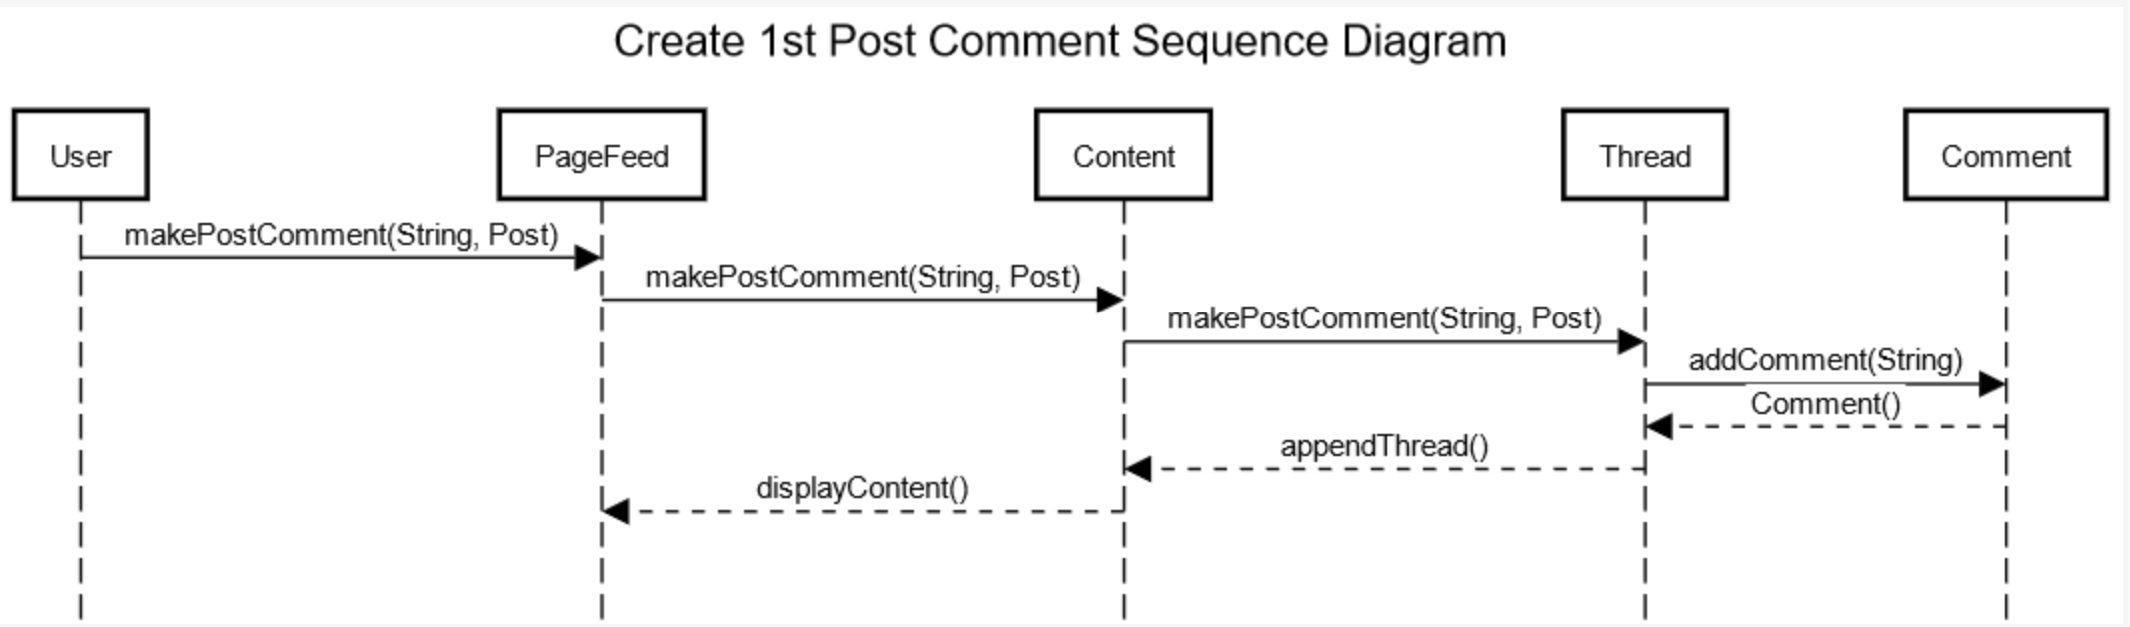 Create 1st Post Comment Sequence Diagram
User
PageFeed
Content
Thread
Comment
makePostComment(String, Post)
makePostComment(String, Post)
makePostComment(String, Post)
addComment(String)
Comment()
appendThread()
displayContent()